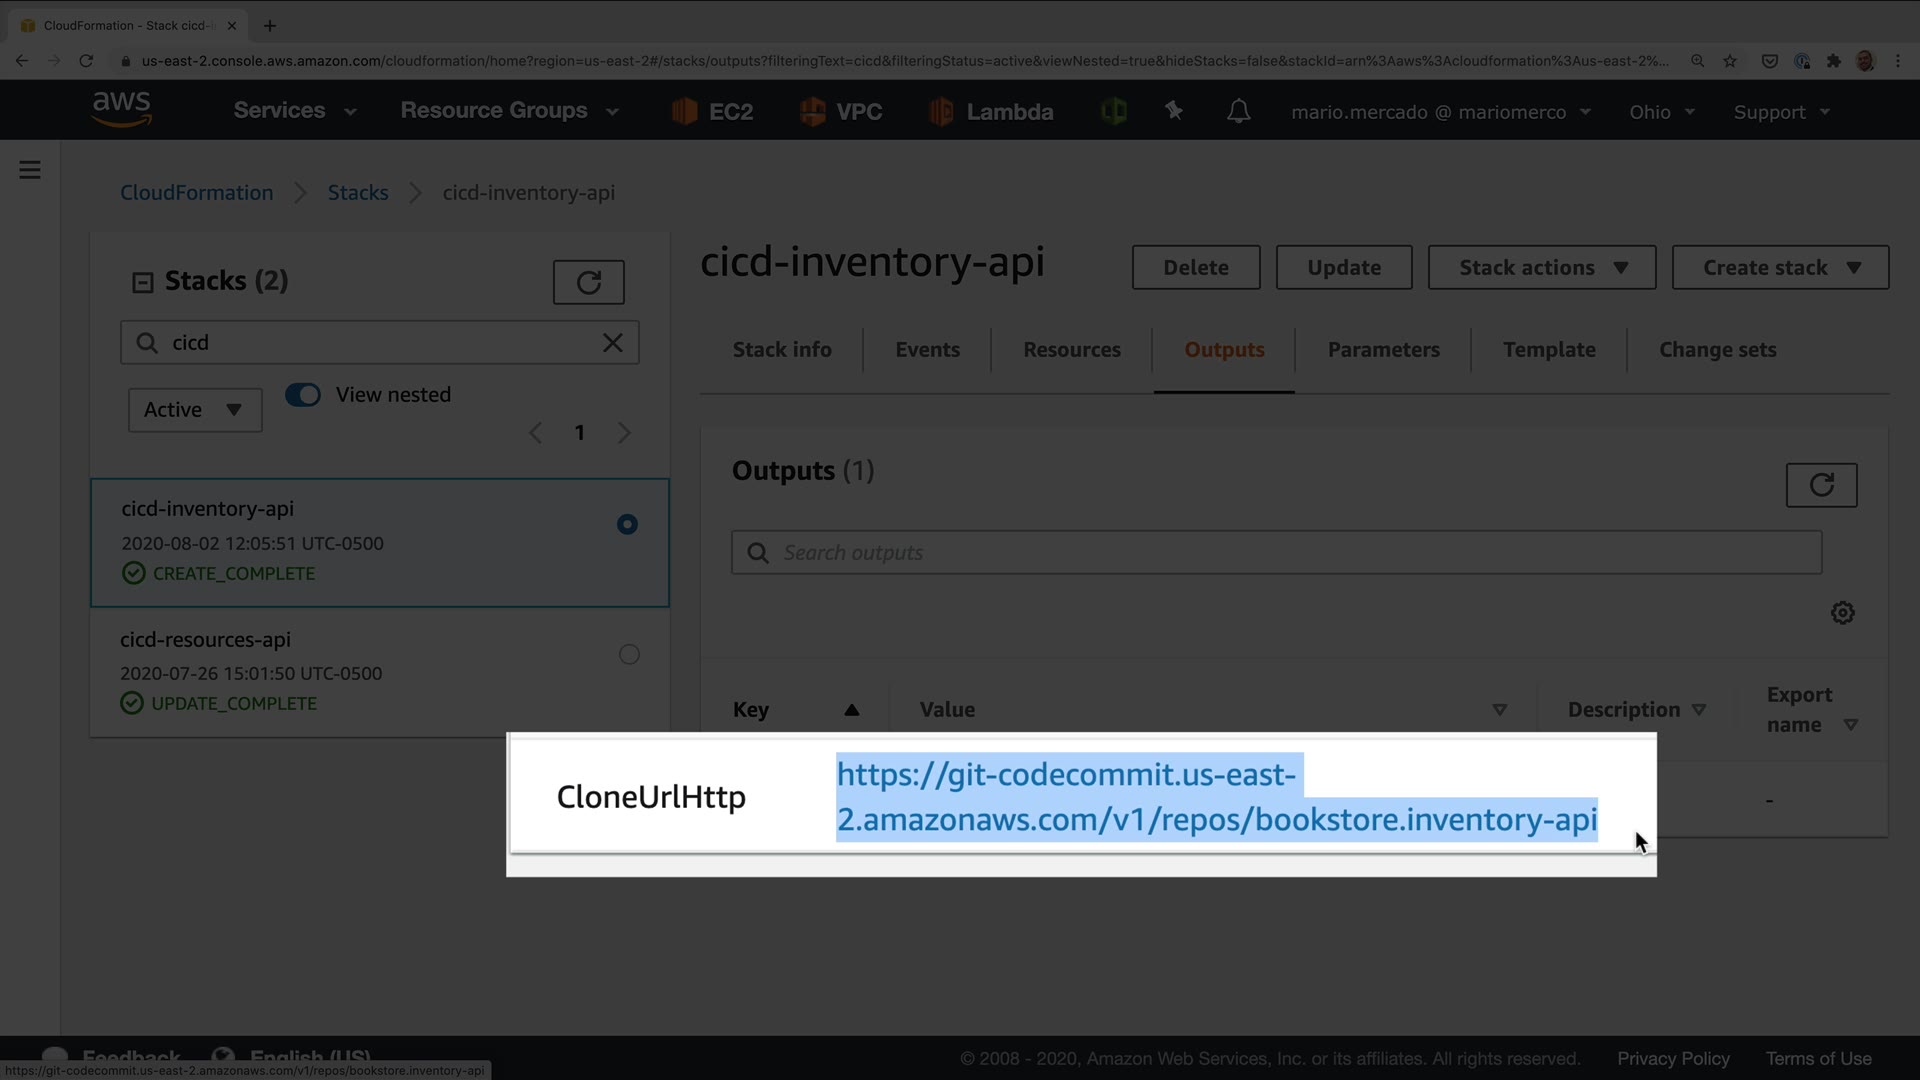 CloudFormation - Stack cicd-i
us-east-2.console.aws.amazon.com/cloudformation/home?region=us-east-2#/stacks/outputs?filteringText=cicd&filteringStatus=active&viewNested=true&hideStacks=false&stackId=arn%3Aaws%3Acloudformation%3Aus-east-2%...
aws Services Resource Groups EC2 VPC Lambda mario.mercado @ mariomerco Ohio Support
CloudFormation Stacks cicd-inventory-api
Stacks (2)
cicd
Active View nested
1
cicd-inventory-api
2020-08-02 12:05:51 UTC-0500
CREATE_COMPLETE
cicd-resources-api
2020-07-26 15:01:50 UTC-0500
UPDATE_COMPLETE
cicd-inventory-api Delete Update Stack actions Create stack
Stack info Events Resources Outputs Parameters Template Change sets
Outputs (1)
Search outputs
Key Value Description Export name
CloneUrlHttp
https://git-codecommit.us-east-
2.amazonaws.com/v1/repos/bookstore.inventory-api
-
Feedback English (US) © 2008 - 2020, Amazon Web Services, Inc. or its affiliates. All rights reserved. Privacy Policy Terms of Use
https://git-codecommit.us-east-2.amazonaws.com/v1/repos/bookstore.inventory-api